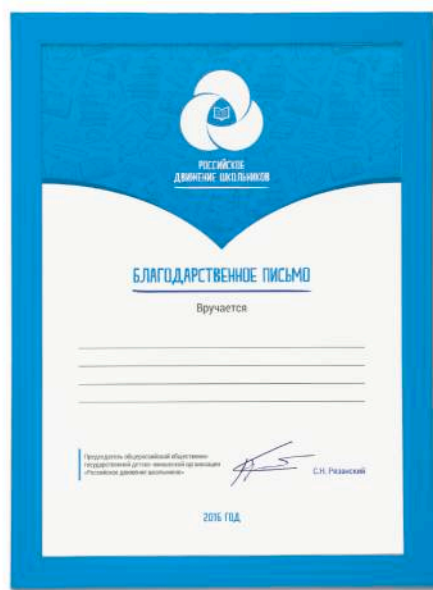 РОССИЙСКОЕ
ДВИЖЕНИЕ ШКОЛЬНИКОВ
БЛАГОДАРСТВЕННОЕ ПИСЬМО
Вручается
Председатель общероссийской общественно-
государственной детско-юношеской организации
«Российское движение школьников»
С.Н. Рязанский
2016 ГОД